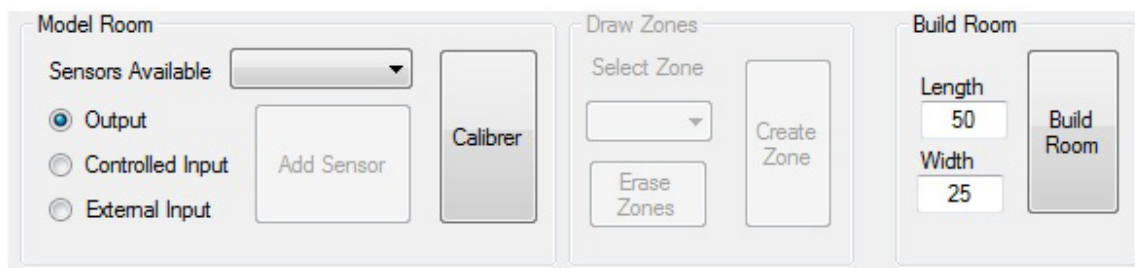 Model Room
Sensors Available
Output
Controlled Input
External Input
Add Sensor
Calibrer
Draw Zones
Select Zone
Erase
Zones
Create
Zone
Build Room
Length
50
Width
25
Build
Room